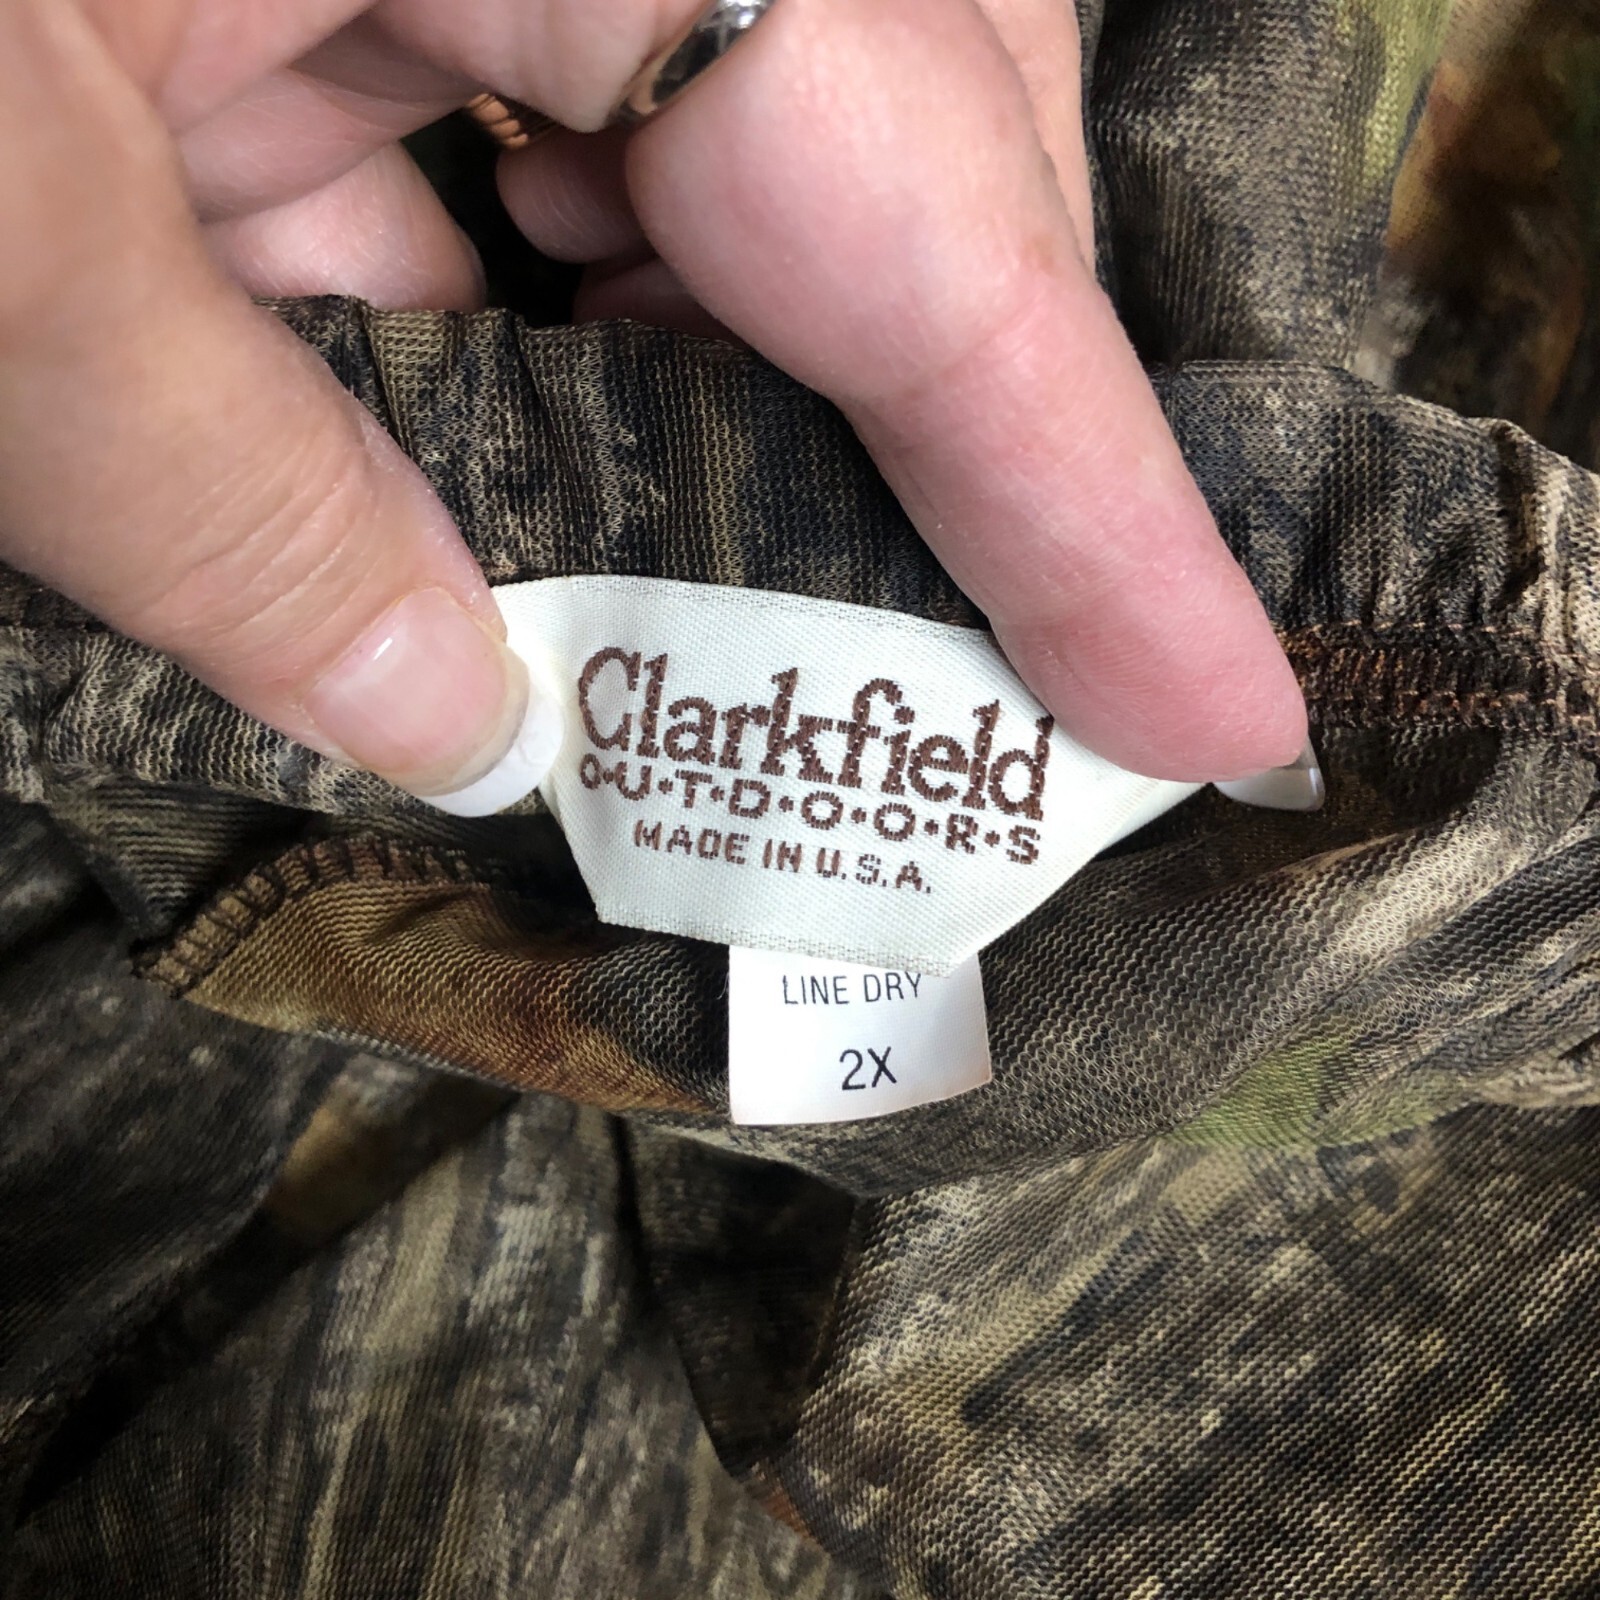 Clarkfield
O•U•T•D•O•O•R•S
MADE IN U.S.A.
LINE DRY
2X